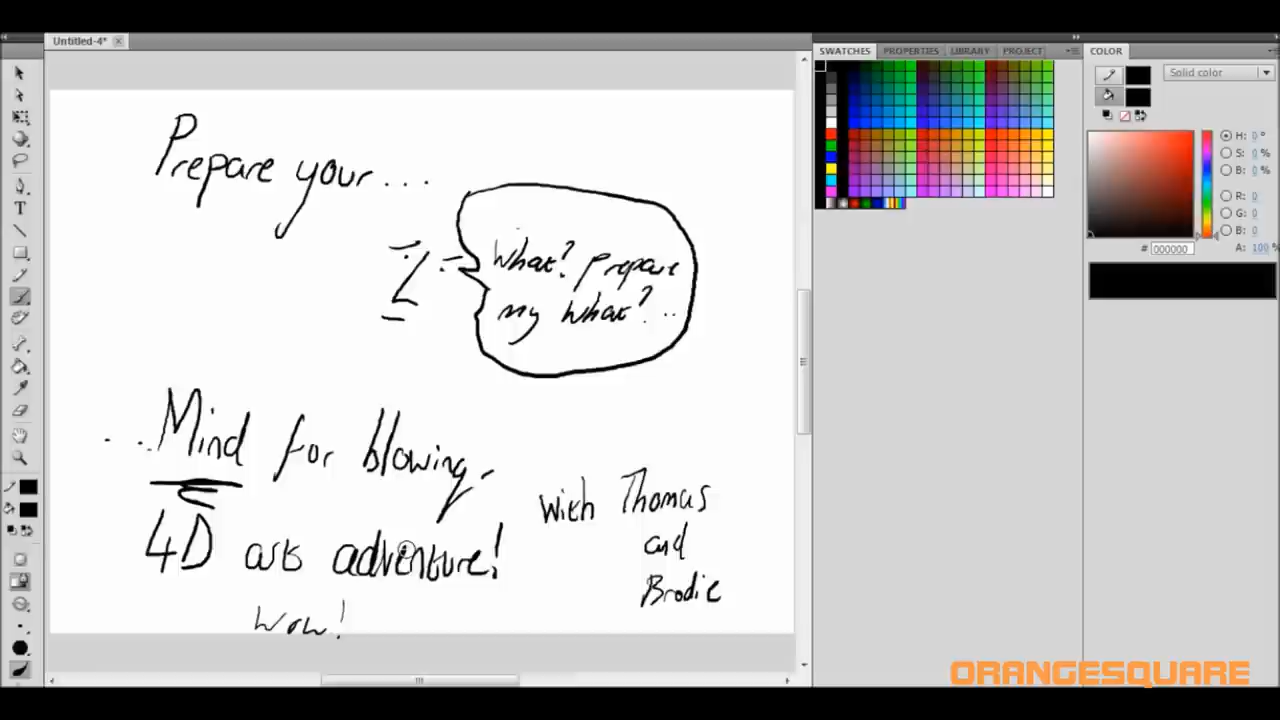 Untitled-4*
SWATCHES PROPERTIES LIBRARY PROJECT
COLOR
Solid color
H: 0 °
S: 0 %
B: 0 %
R: 0
G: 0
B: 0
# 000000 A: 100 %
Prepare your...
What? prepare
my what?...
...Mind for blowing.
4D arts adventure!
Wow!
with Thomas
and
Brodie
ORANGESQUARE